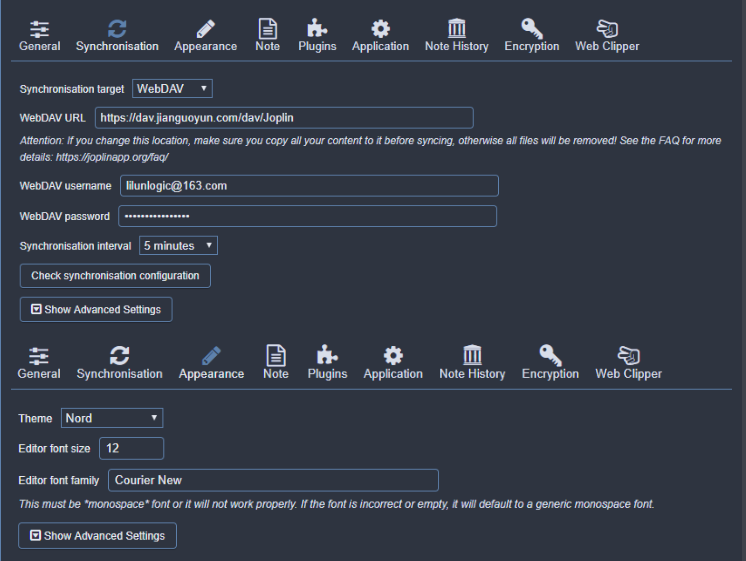 General Synchronisation Appearance Note Plugins Application Note History Encryption Web Clipper
Synchronisation target WebDAV
WebDAV URL https://dav.jianguoyun.com/dav/Joplin
Attention: If you change this location, make sure you copy all your content to it before syncing, otherwise all files will be removed! See the FAQ for more
details: https://joplinapp.org/faq/
WebDAV username lilunlogic@163.com
WebDAV password ••••••••••••••••
Synchronisation interval 5 minutes
Check synchronisation configuration
Show Advanced Settings
General Synchronisation Appearance Note Plugins Application Note History Encryption Web Clipper
Theme Nord
Editor font size 12
Editor font family Courier New
This must be *monospace* font or it will not work properly. If the font is incorrect or empty, it will default to a generic monospace font.
Show Advanced Settings